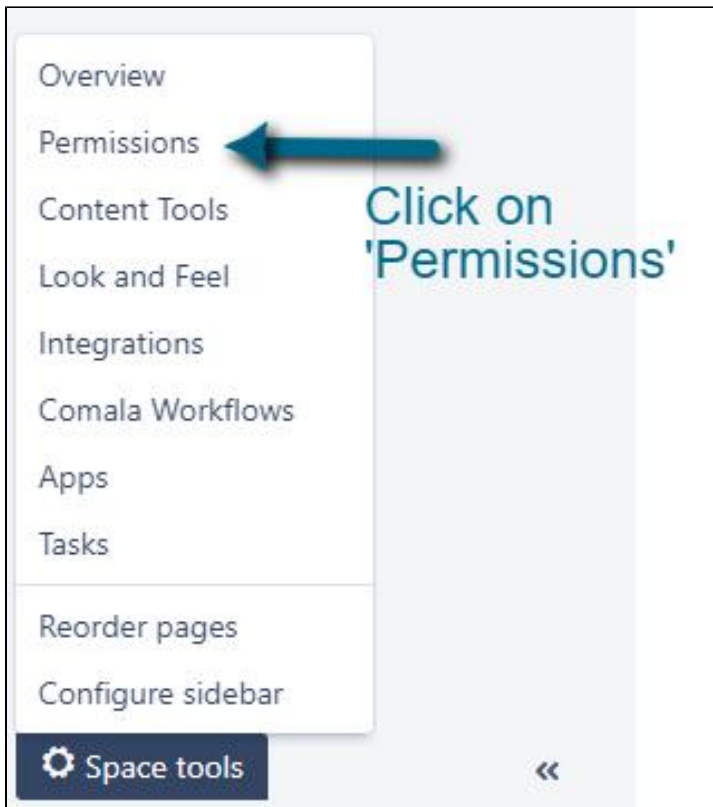 Overview
Permissions
Click on
'Permissions'
Content Tools
Look and Feel
Integrations
Comala Workflows
Apps
Tasks
Reorder pages
Configure sidebar
Space tools
«